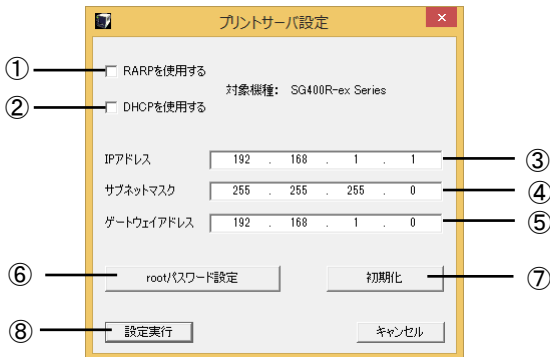 プリントサーバ設定
×
① RARPを使用する
対象機種： SG400R-ex Series
② DHCPを使用する
IPアドレス 192 . 168 . 1 . 1 ③
サブネットマスク 255 . 255 . 255 . 0 ④
ゲートウェイアドレス 192 . 168 . 1 . 0 ⑤
⑥ rootパスワード設定 初期化 ⑦
⑧ 設定実行 キャンセル